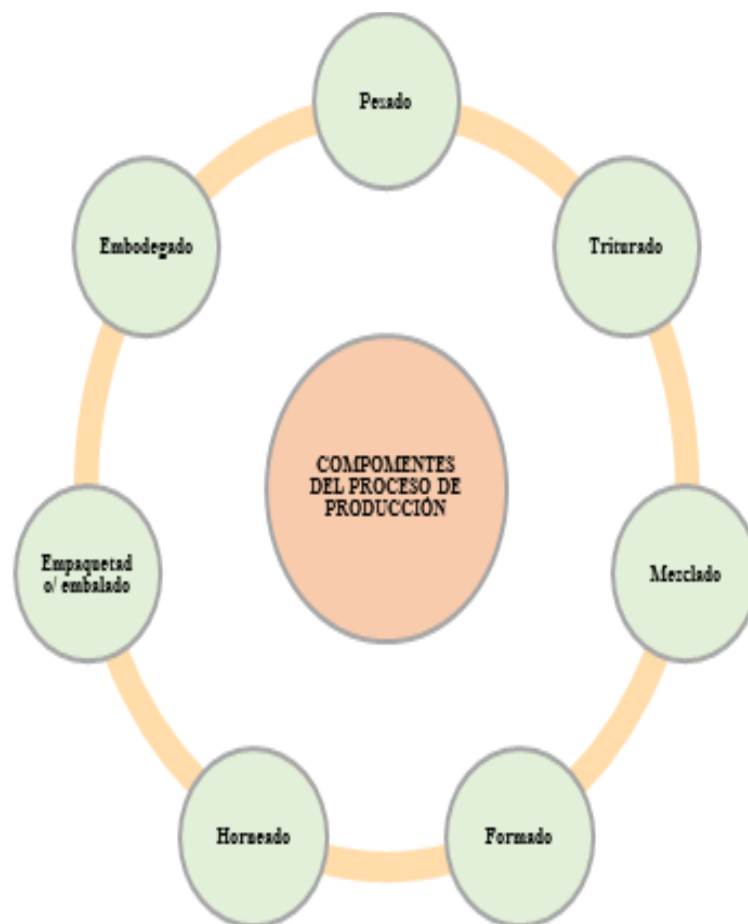 Pesado
Triturado
Mezclado
Formado
Horneado
Empaquetad
o/ embalado
Embodegado
COMPOMENTES
DEL PROCESO DE
PRODUCCIÓN